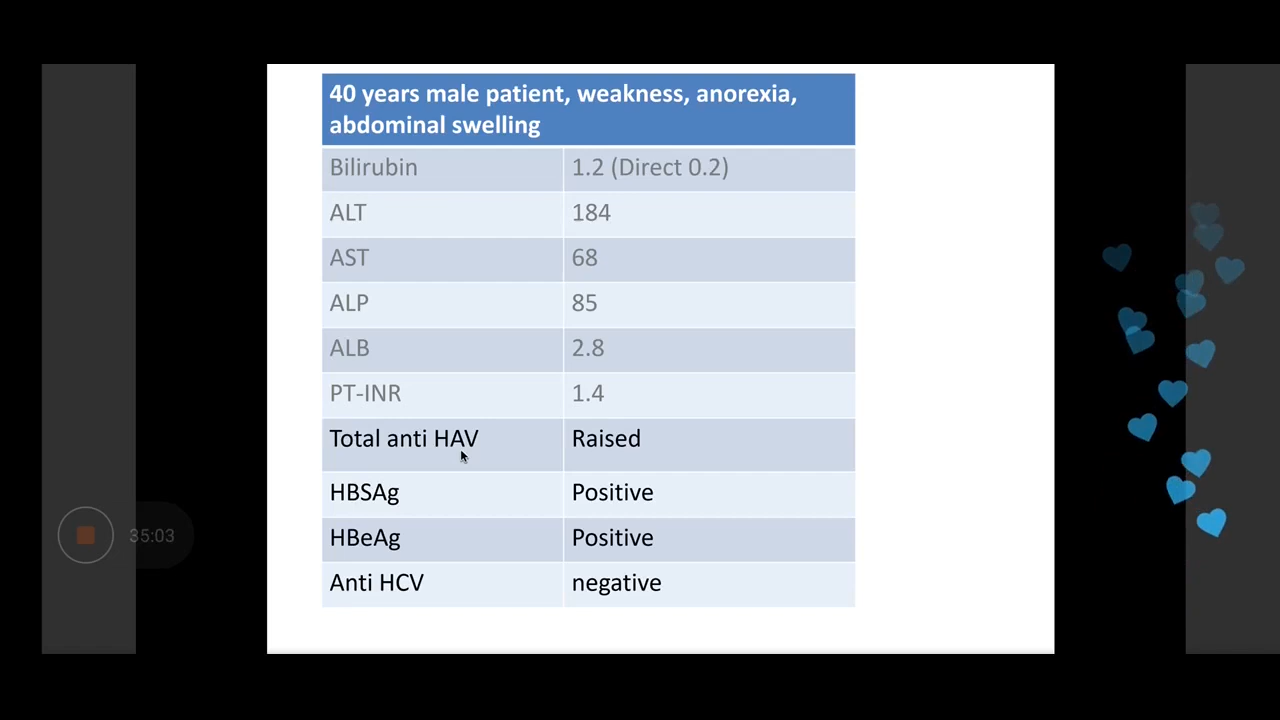 40 years male patient, weakness, anorexia,
abdominal swelling
Bilirubin 1.2 (Direct 0.2)
ALT 184
AST 68
ALP 85
ALB 2.8
PT-INR 1.4
Total anti HAV Raised
HBSAg Positive
HBeAg Positive
Anti HCV negative
35:03